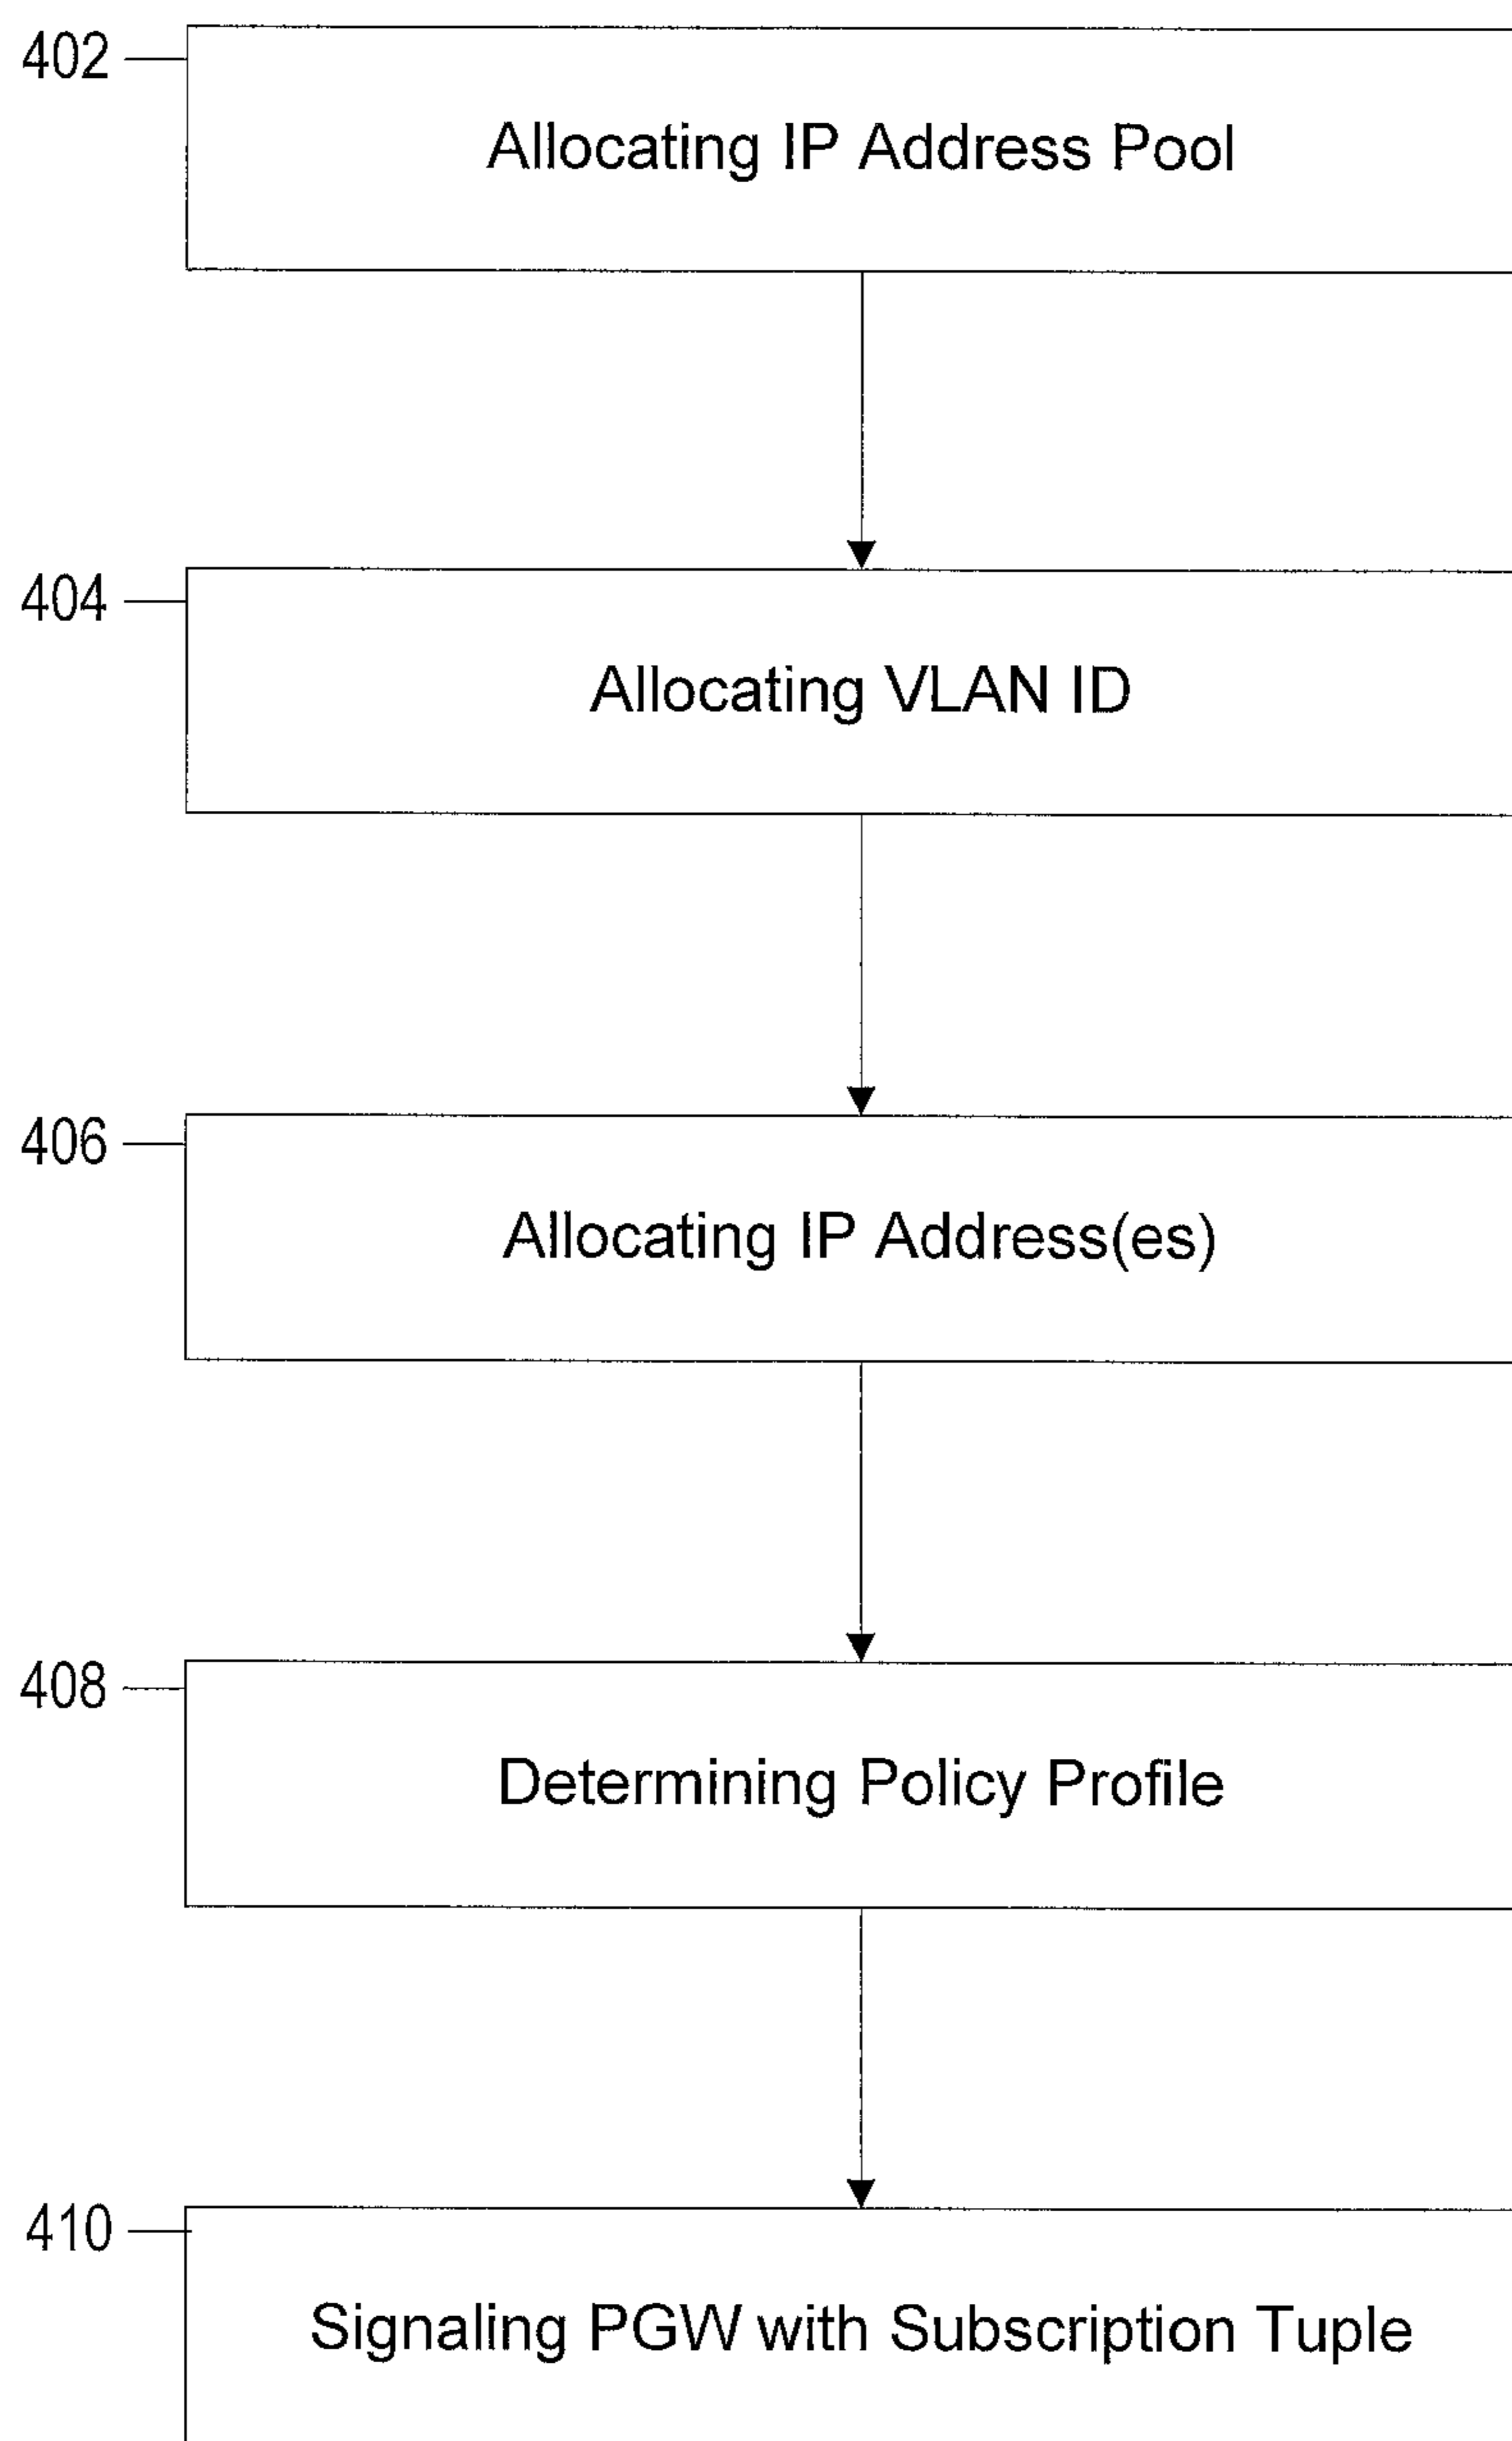 402
Allocating IP Address Pool
404
Allocating VLAN ID
406
Allocating IP Address(es)
408
Determining Policy Profile
410
Signaling PGW with Subscription Tuple